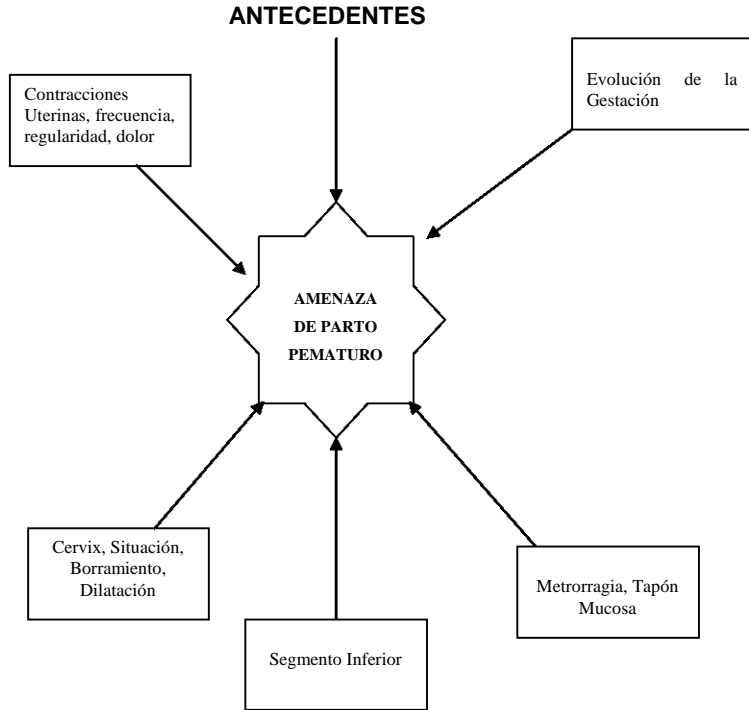 ANTECEDENTES
Contracciones
Uterinas, frecuencia,
regularidad, dolor
Evolución de la
Gestación
AMENAZA
DE PARTO
PEMATURO
Cervix, Situación,
Borramiento,
Dilatación
Metrorragia, Tapón
Mucosa
Segmento Inferior